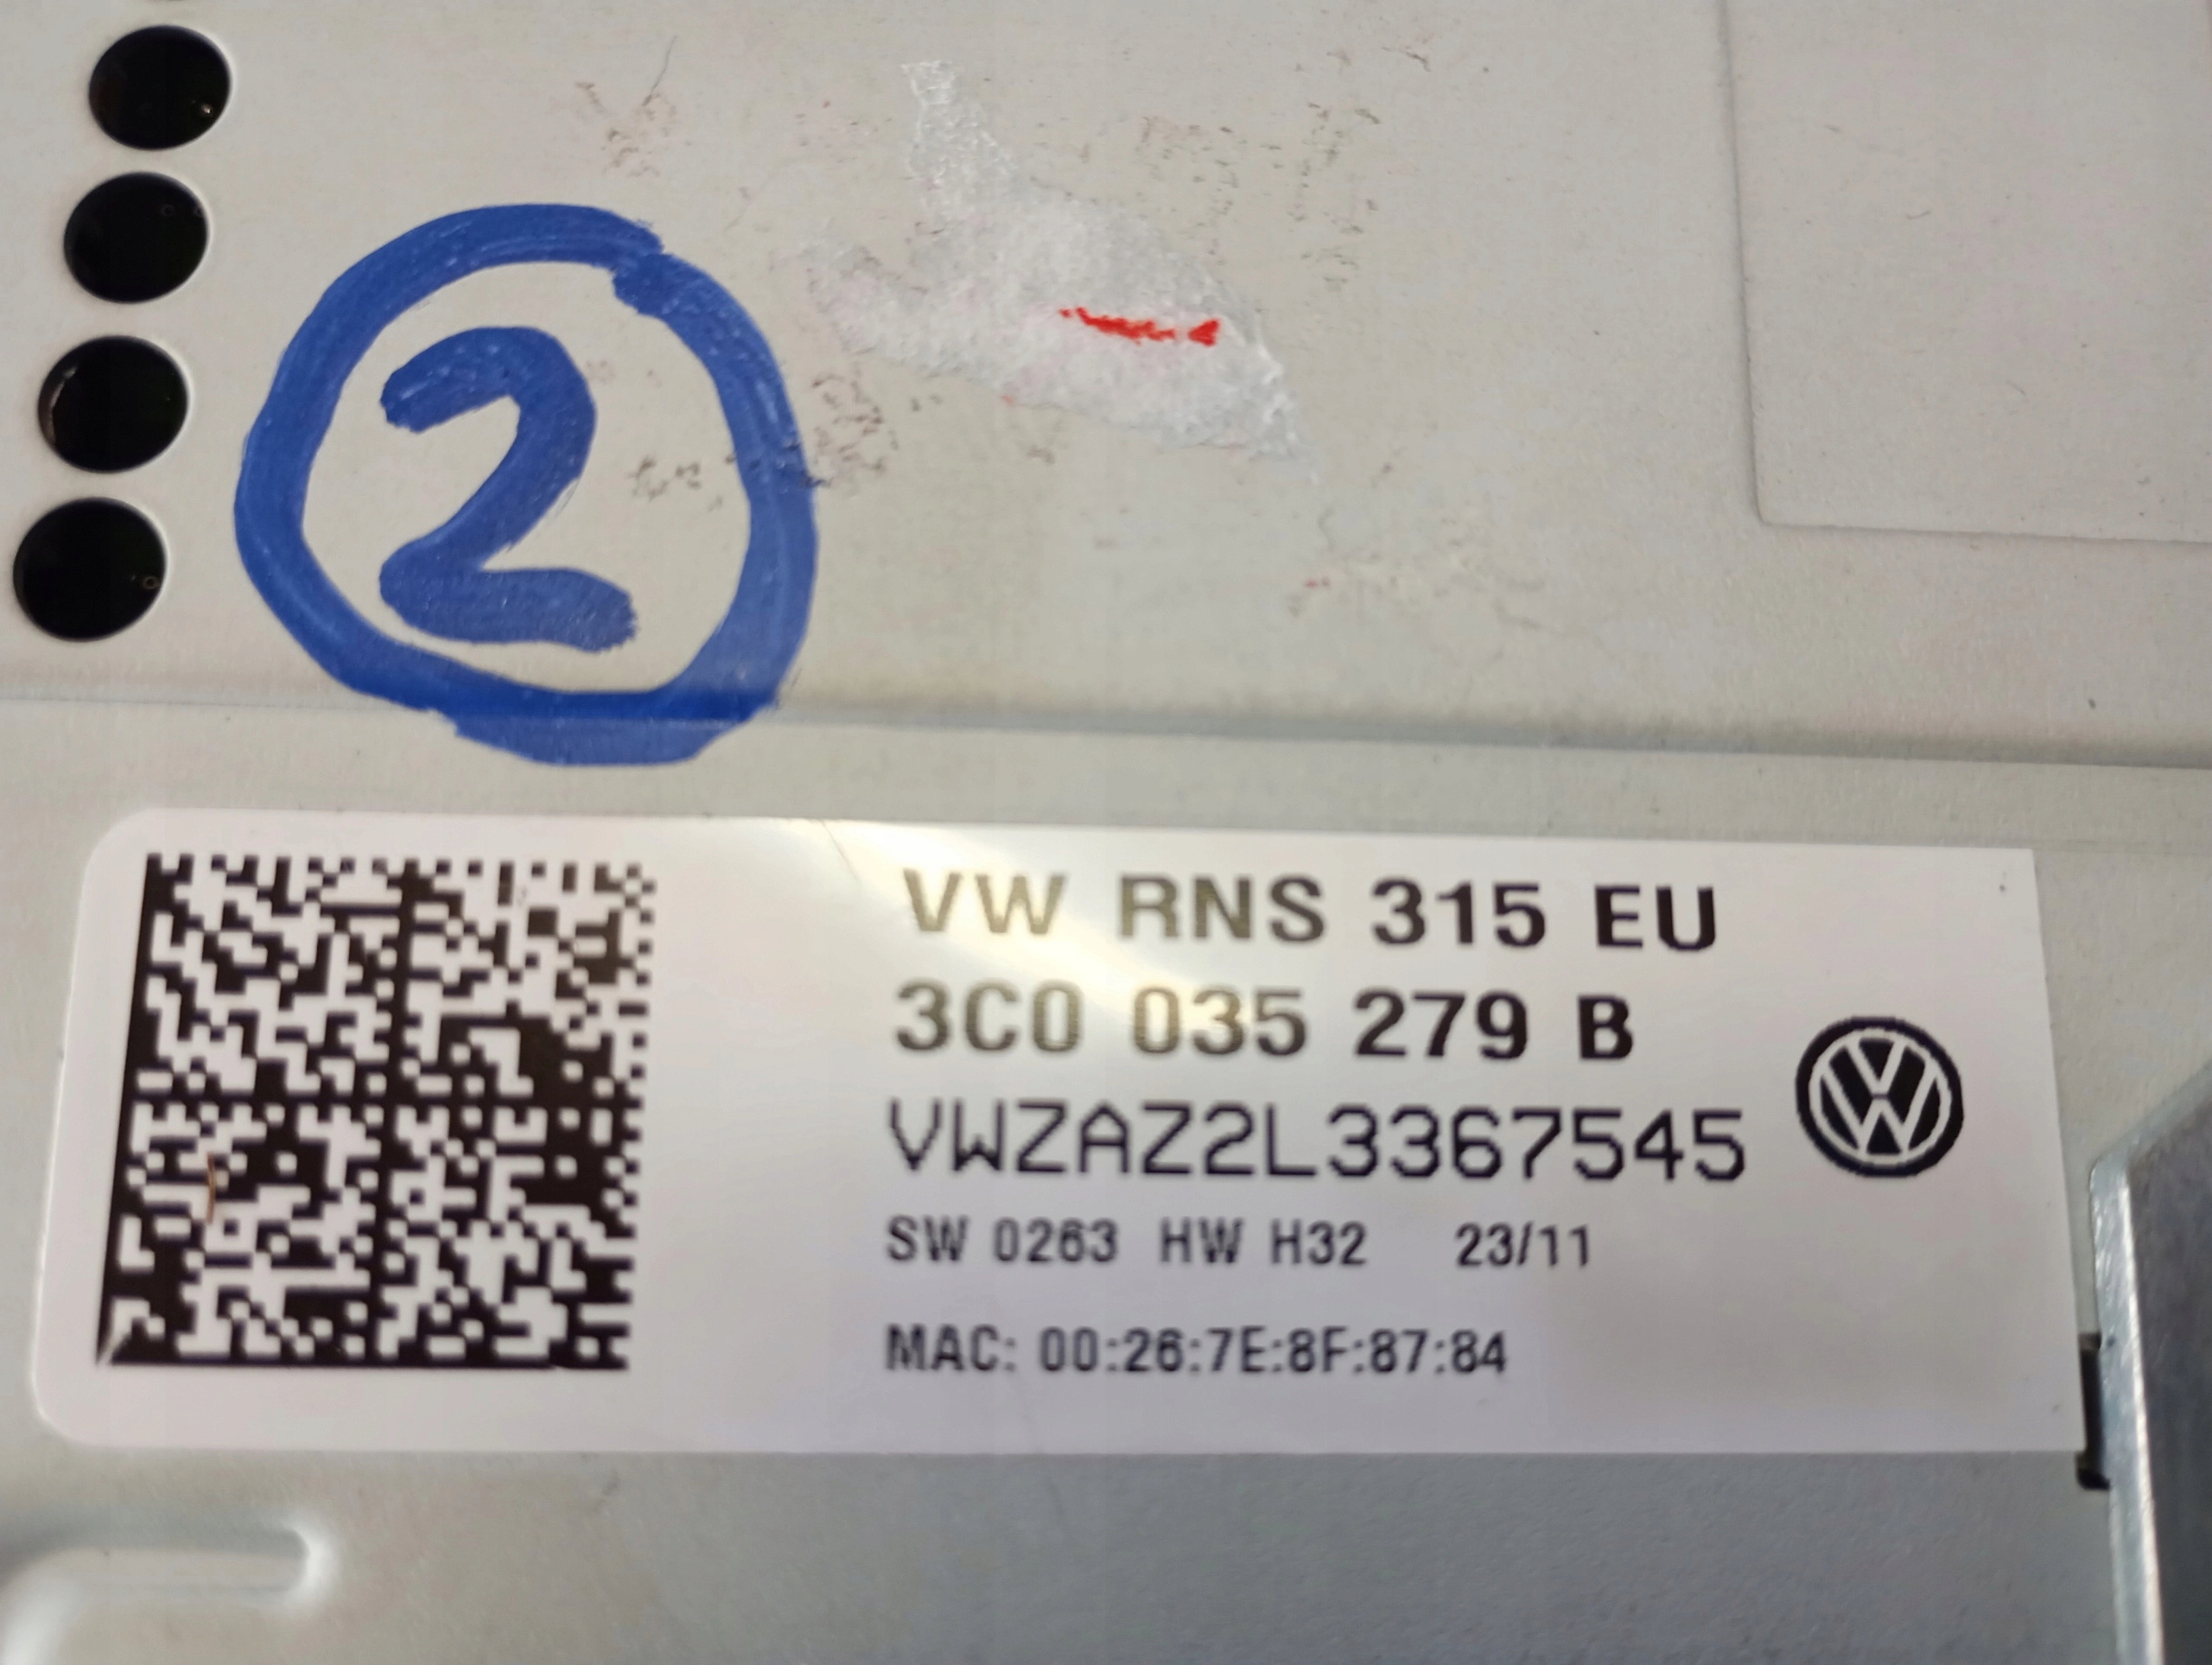 2
VW RNS 315 EU
3C0 035 279 B
VWZAZ2L3367545
SW 0263 HW H32 23/11
MAC: 00:26:7E:8F:87:84